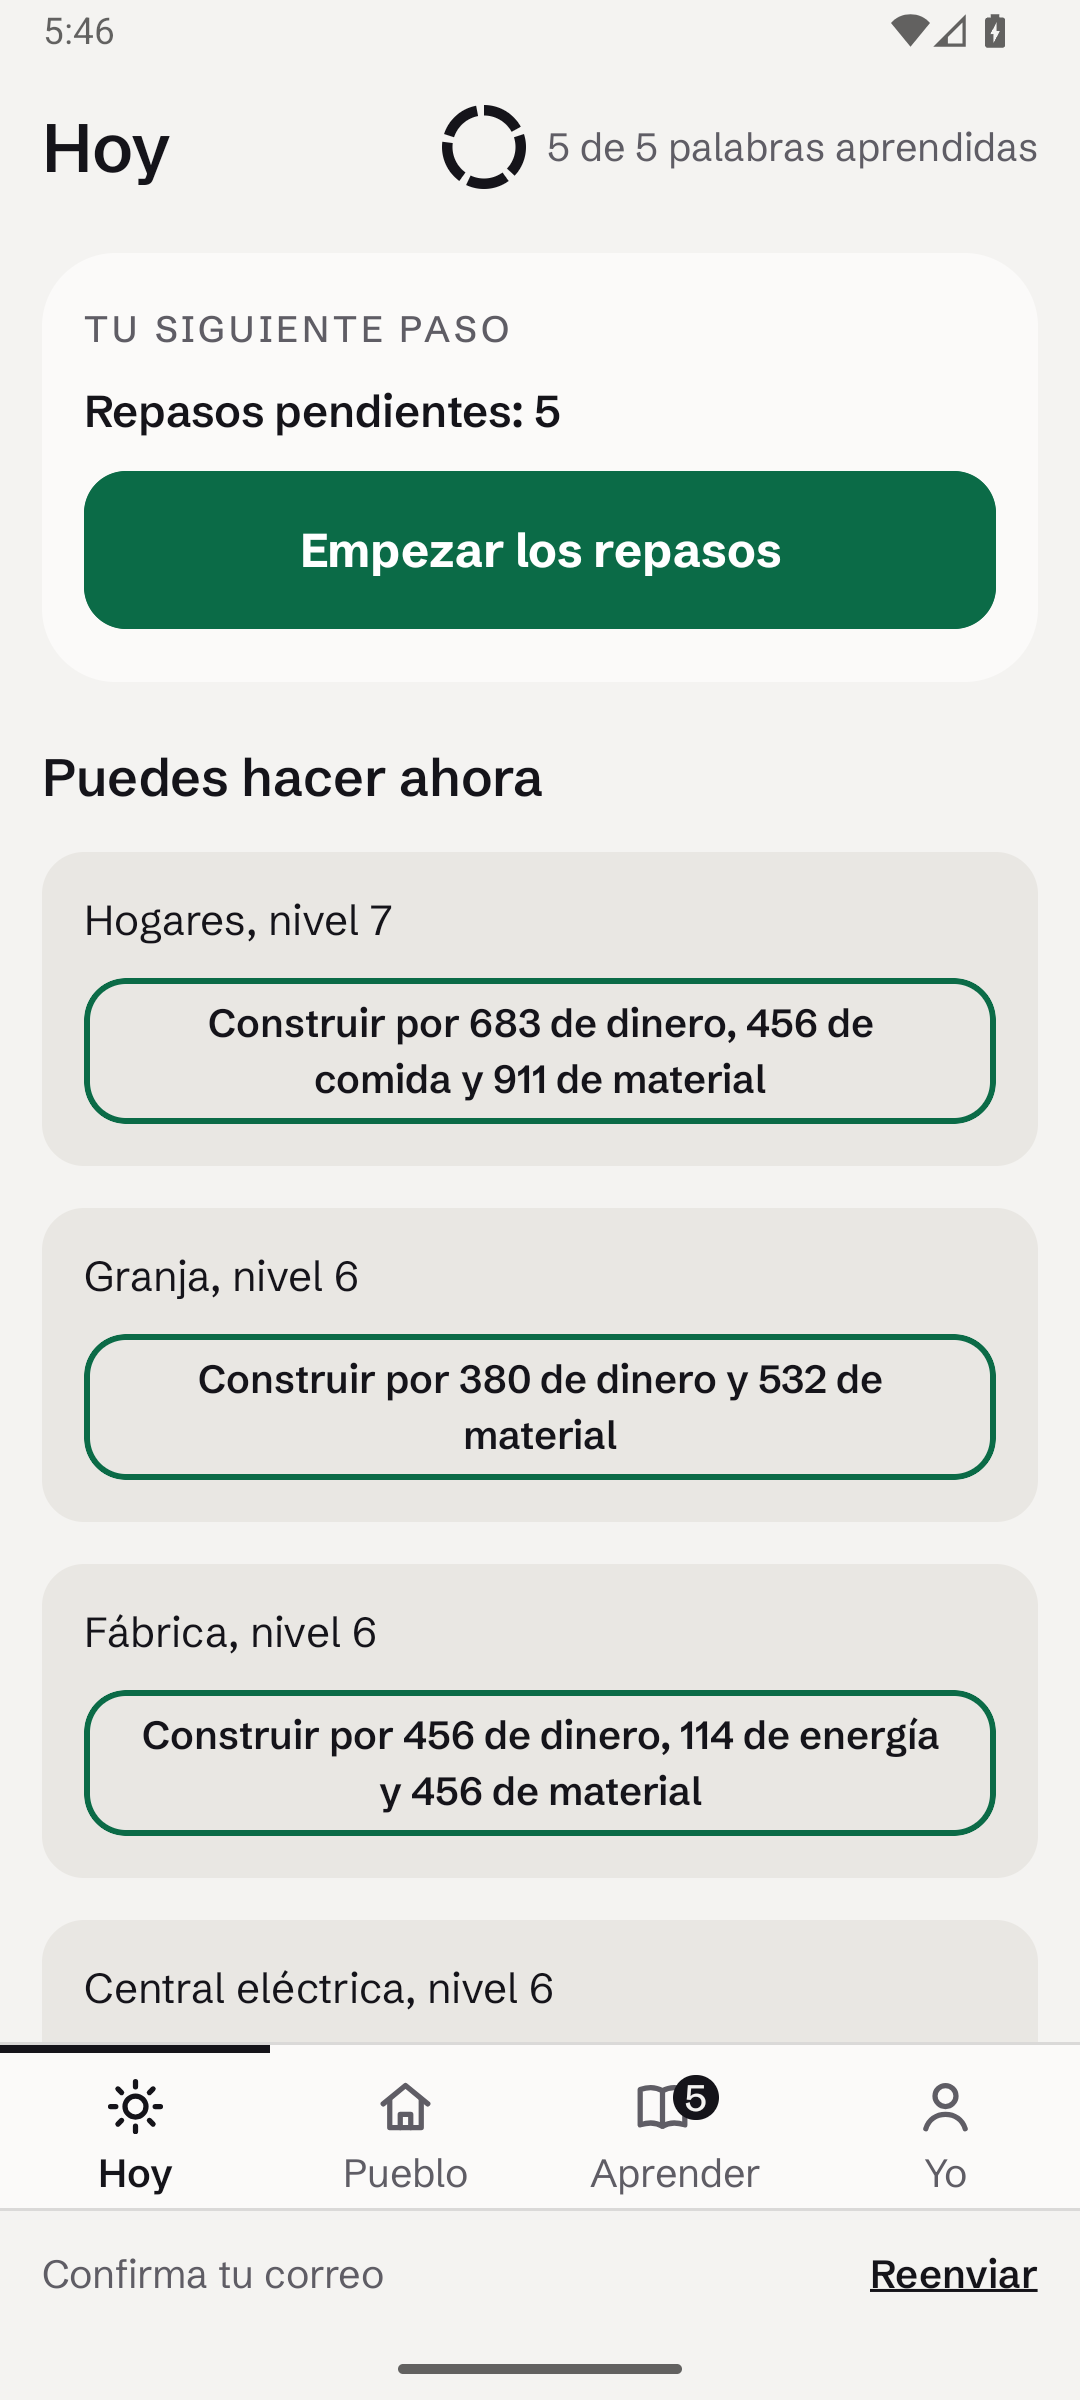 5:46
Hoy
5 de 5 palabras aprendidas
TU SIGUIENTE PASO
Repasos pendientes: 5
Empezar los repasos
Puedes hacer ahora
Hogares, nivel 7
Construir por 683 de dinero, 456 de
comida y 911 de material
Granja, nivel 6
Construir por 380 de dinero y 532 de
material
Fábrica, nivel 6
Construir por 456 de dinero, 114 de energía
y 456 de material
Central eléctrica, nivel 6
5
Hoy
Pueblo
Aprender
Yo
Confirma tu correo
Reenviar